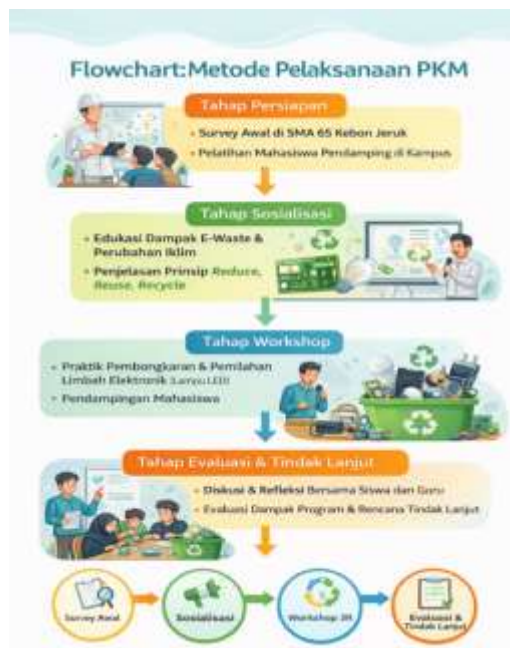 Flowchart:Metode Pelaksanaan PKM
Tahap Persiapan
• Survey Awal di SMA 65 Kebon Jeruk
• Pelatihan Mahasiswa Pendamping di Kampus
Tahap Sosialisasi
• Edukasi Dampak E-Waste &
Perubahan Iklim
• Penjelasan Prinsip Reduce,
Reuse, Recycle
Tahap Workshop
• Praktik Pembongkaran & Pemilahan
Limbah Elektronik (Lampu LED)
• Pendampingan Mahasiswa
Tahap Evaluasi & Tindak Lanjut
• Diskusi & Refleksi Bersama Siswa dan Guru
• Evaluasi Dampak Program & Rencana Tindak Lanjut
Survey Awal
Sosialisasi
Workshop 3R
Evaluasi &
Tindak Lanjut